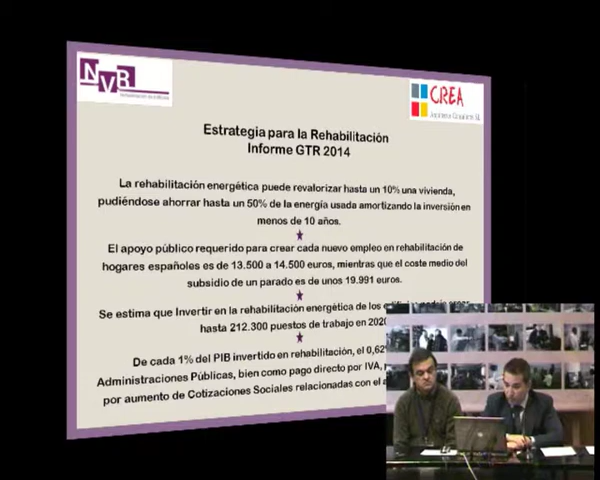 NVR
CREA
Estrategia para la Rehabilitación
Informe GTR 2014
La rehabilitación energética puede revalorizar hasta un 10% una vivienda,
pudiéndose ahorrar hasta un 50% de la energía usada amortizando la inversión en
menos de 10 años.
El apoyo público requerido para crear cada nuevo empleo en rehabilitación de
hogares españoles es de 13.500 a 14.500 euros, mientras que el coste medio del
subsidio de un parado es de unos 19.991 euros.
Se estima que Invertir en la rehabilitación energética de los
hasta 212.300 puestos de trabajo en 2020
De cada 1% del PIB invertido en rehabilitación, el 0,62
Administraciones Públicas, bien como pago directo por IVA,
por aumento de Cotizaciones Sociales relacionadas con el